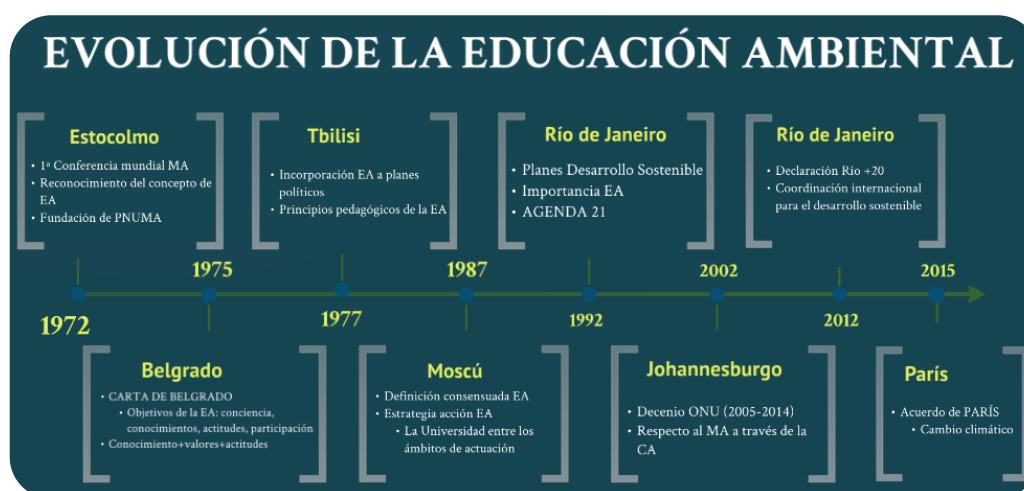 EVOLUCIÓN DE LA EDUCACIÓN AMBIENTAL
Estocolmo
• 1ª Conferencia mundial MA
• Reconocimiento del concepto de
EA
• Fundación de PNUMA
Tbilisi
• Incorporación EA a planes
políticos
• Principios pedagógicos de la EA
Río de Janeiro
• Planes Desarrollo Sostenible
• Importancia EA
• AGENDA 21
Río de Janeiro
• Declaración Río +20
• Coordinación internacional
para el desarrollo sostenible
1975
1987
2002
2015
1972
1977
1992
2012
Belgrado
• CARTA DE BELGRADO
• Objetivos de la EA: conciencia,
conocimientos, actitudes, participación
• Conocimiento+valores+actitudes
Moscú
• Definición consensuada EA
• Estrategia acción EA
• La Universidad entre los
ámbitos de actuación
Johannesburgo
• Decenio ONU (2005-2014)
• Respecto al MA a través de la
CA
París
• Acuerdo de PARÍS
• Cambio climático